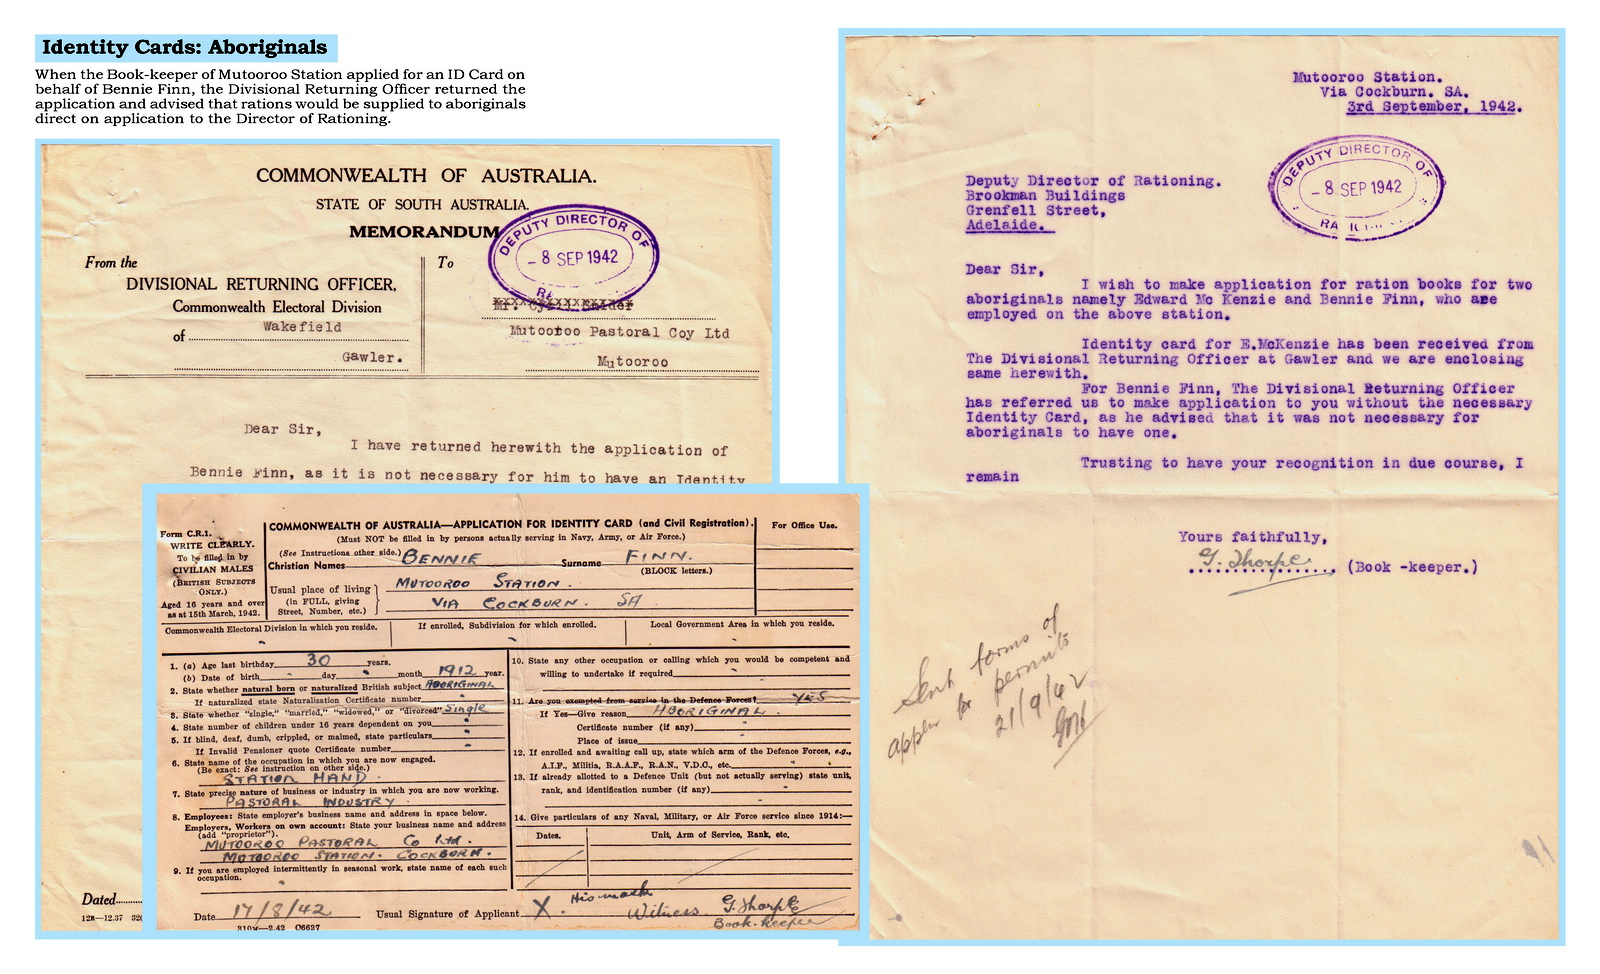 Identity Cards: Aboriginals
When the Book-keeper of Mutooroo Station applied for an ID Card on
behalf of Bennie Finn, the Divisional Returning Officer returned the
application and advised that rations would be supplied to aboriginals
direct on application to the Director of Rationing.
COMMONWEALTH OF AUSTRALIA.
STATE OF SOUTH AUSTRALIA.
MEMORANDUM
DEPUTY DIRECTOR OF
- 8 SEP 1942
From the
DIVISIONAL RETURNING OFFICER,
Commonwealth Electoral Division
of Wakefield
Gawler.
To
Mutooroo Pastoral Coy Ltd
Mutooroo
Dear Sir,
I have returned herewith the application of
Bennie Finn, as it is not necessary for him to have an Identity
Dated
12R—12.37
Form C.R.1.
WRITE CLEARLY.
To be filled in by
CIVILIAN MALES
(BRITISH SUBJECTS
ONLY.)
Aged 16 years and over
as at 15th March, 1942.
COMMONWEALTH OF AUSTRALIA—APPLICATION FOR IDENTITY CARD (and Civil Registration).
(Must NOT be filled in by persons actually serving in Navy, Army, or Air Force.)
For Office Use.
(See Instructions other side.)
Christian Names BENNIE Surname FINN.
(BLOCK letters.)
Usual place of living
(in FULL, giving
Street, Number, etc.)
MUTOOROO STATION.
VIA COCKBURN. SA
Commonwealth Electoral Division in which you reside.
If enrolled, Subdivision for which enrolled.
Local Government Area in which you reside.
1. (a) Age last birthday 30 years.
(b) Date of birth day month 1912 year.
2. State whether natural born or naturalized British subject ABORIGINAL
If naturalized state Naturalization Certificate number
3. State whether "single," "married," "widowed," or "divorced" Single
4. State number of children under 16 years dependent on you
5. If blind, deaf, dumb, crippled, or maimed, state particulars
If Invalid Pensioner quote Certificate number
6. State name of the occupation in which you are now engaged.
(Be exact: See instruction on other side.)
STATION HAND.
7. State precise nature of business or industry in which you are now working.
PASTORAL INDUSTRY.
8. Employees: State employer's business name and address in space below.
Employers, Workers on own account: State your business name and address
(add "proprietor").
MUTOOROO PASTORAL Co Ltd.
MUTOOROO STATION. COCKBURN.
9. If you are employed intermittently in seasonal work, state name of each such
occupation.
10. State any other occupation or calling which you would be competent and
willing to undertake if required
11. Are you exempted from service in the Defence Forces? YES
If Yes—Give reason ABORIGINAL.
Certificate number (if any)
Place of issue
12. If enrolled and awaiting call up, state which arm of the Defence Forces, e.g.,
A.I.F., Militia, R.A.A.F., R.A.N., V.D.C., etc.
13. If already allotted to a Defence Unit (but not actually serving) state unit,
rank, and identification number (if any)
14. Give particulars of any Naval, Military, or Air Force service since 1914:—
Dates.
Unit, Arm of Service, Rank, etc.
Date 17/8/42 Usual Signature of Applicant X. His mark
Witness G. Thorpe
Book-keeper
310M—2.42 C6627
Mutooroo Station.
Via Cockburn. SA.
3rd September, 1942.
DEPUTY DIRECTOR OF
- 8 SEP 1942
Deputy Director of Rationing.
Brookman Buildings
Grenfell Street,
Adelaide.
Dear Sir,
I wish to make application for ration books for two
aboriginals namely Edward Mc Kenzie and Bennie Finn, who are
employed on the above station.
Identity card for E.McKenzie has been received from
The Divisional Returning Officer at Gawler and we are enclosing
same herewith.
For Bennie Finn, The Divisional Returning Officer
has referred us to make application to you without the necessary
Identity Card, as he advised that it was not necessary for
aboriginals to have one.
Trusting to have your recognition in due course, I
remain
Yours faithfully,
G. Thorpe. (Book -keeper.)
Sent forms of
appln for permits
21/9/42